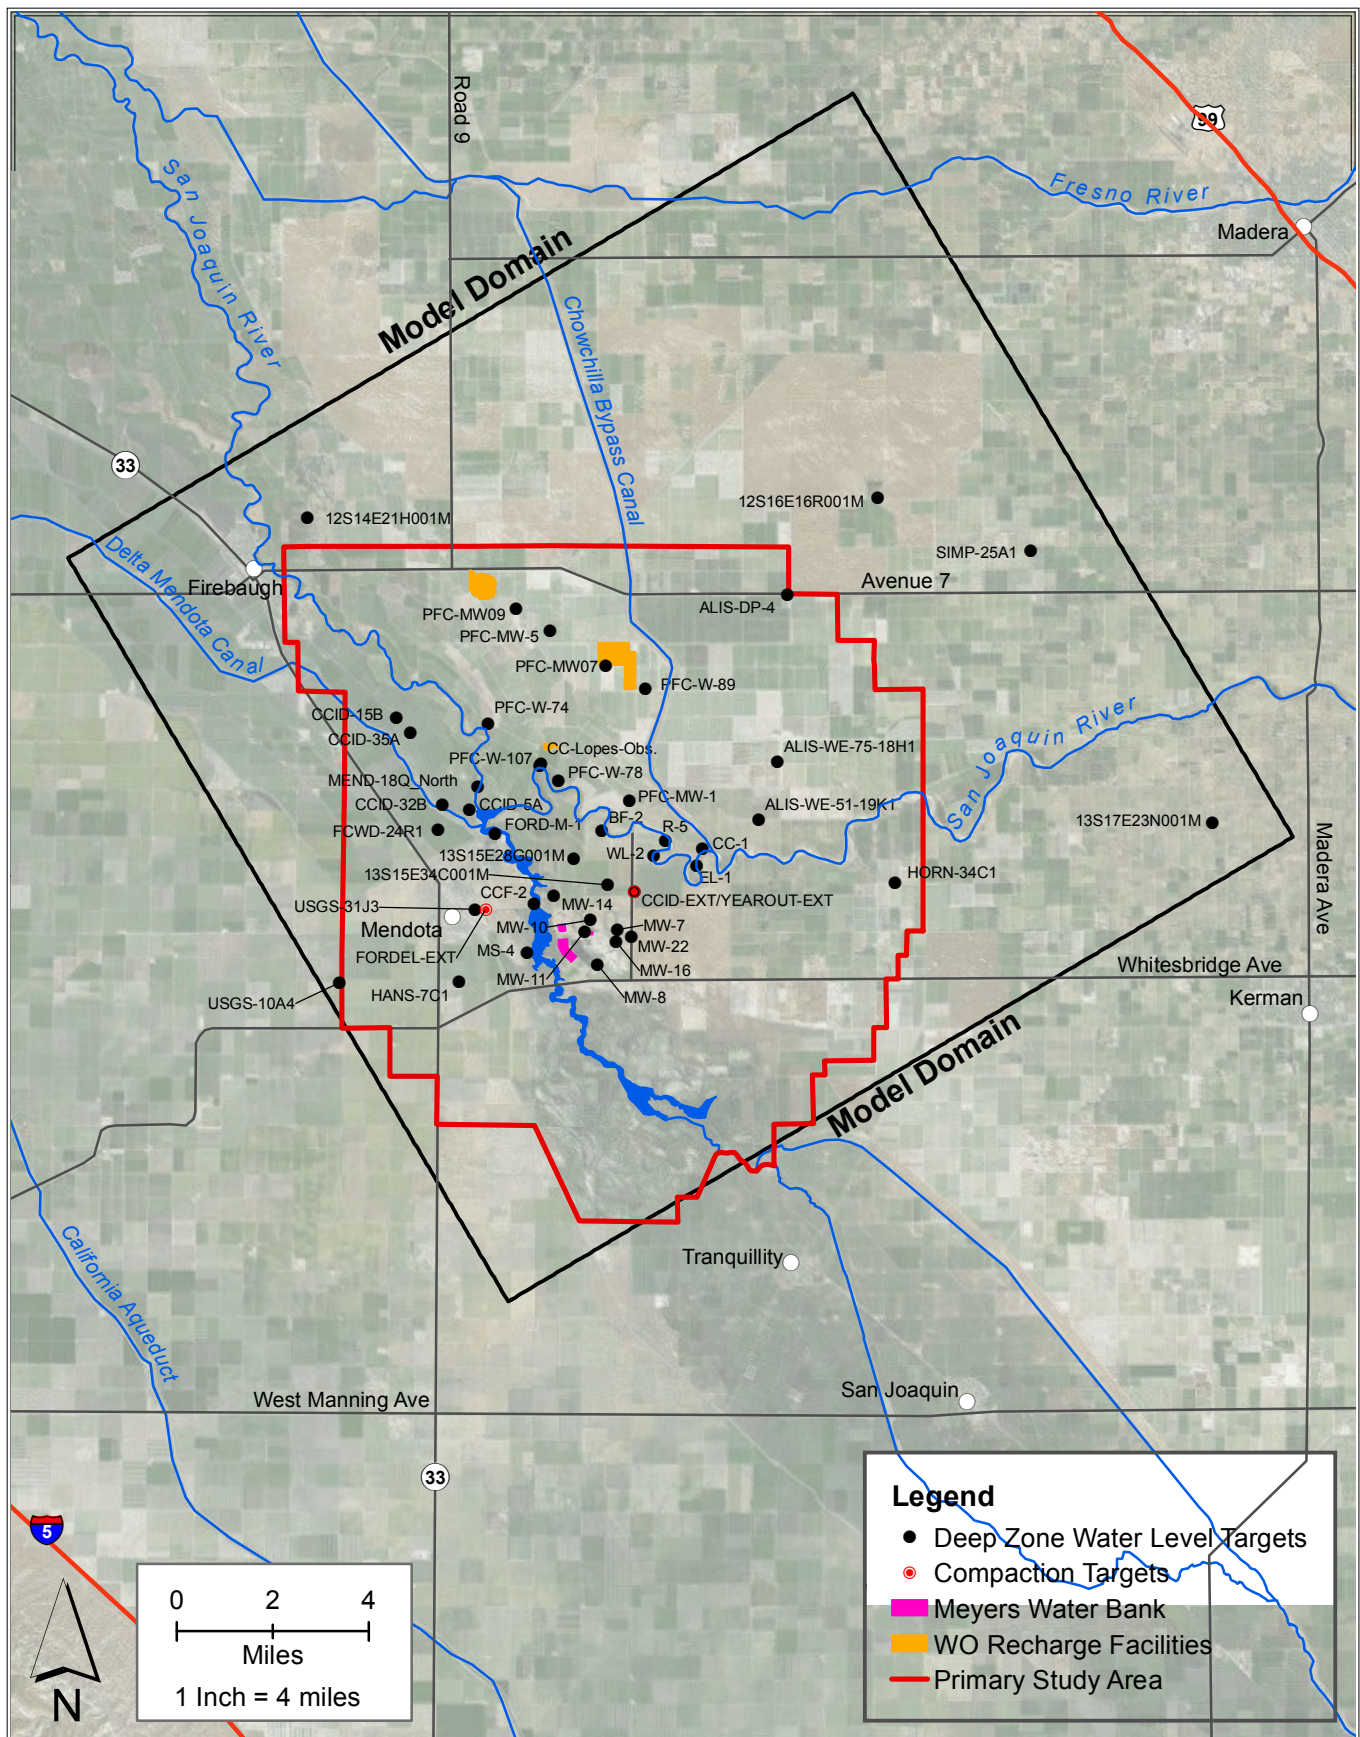 Road 9
99
San Joaquin River
Fresno River
Madera
Model Domain
Chowchilla Bypass Canal
33
12S16E16R001M
12S14E21H001M
SIMP-25A1
Delta Mendota Canal
Firebaugh
Avenue 7
ALIS-DP-4
PFC-MW09
PFC-MW-5
PFC-MW07
PFC-W-89
San Joaquin River
PFC-W-74
CCID-15B
CCID-35A
CC-Lopes-Obs.
ALIS-WE-75-18H1
PFC-W-107
PFC-W-78
MEND-18Q_North
PFC-MW-1
CCID-32B
CCID-5A
ALIS-WE-51-19K1
BF-2
FORD-M-1
FCWD-24R1
R-5
13S17E23N001M
CC-1
WL-2
13S15E28G001M
Madera Ave
13S15E34C001M
EL-1
HORN-34C1
CCF-2
CCID-EXT/YEAROUT-EXT
MW-14
USGS-31J3
Mendota
MW-10
MW-7
MW-22
MS-4
FORDEL-EXT
MW-16
Whitesbridge Ave
MW-11
HANS-7C1
MW-8
Kerman
USGS-10A4
Model Domain
Tranquillity
California Aqueduct
San Joaquin
West Manning Ave
33
5
Legend
Deep Zone Water Level Targets
Compaction Targets
Meyers Water Bank
WO Recharge Facilities
Primary Study Area
0 2 4
Miles
1 Inch = 4 miles
N